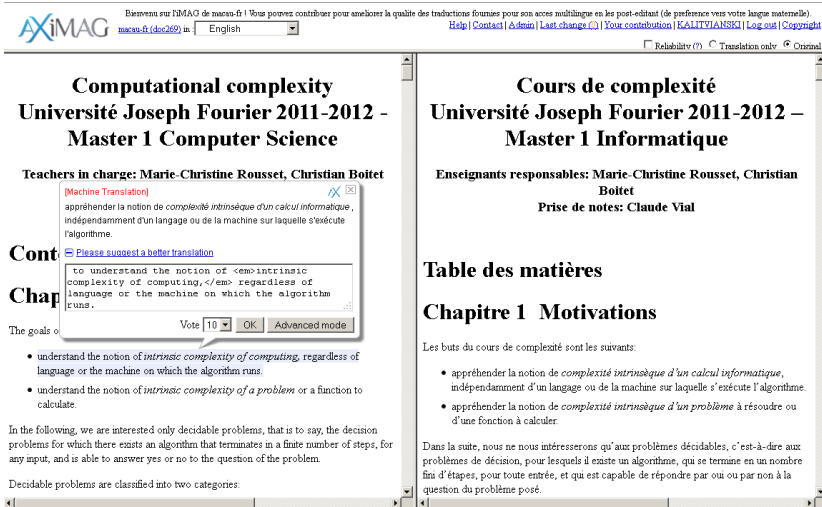 AXiMAG
Bienvenu sur l'iMAG de macau-fr ! Vous pouvez contribuer pour ameliorer la qualite des traductions fournies pour son acces multilingue en les post-editant (de preference vers votre langue maternelle).
macau-fr (doc269) in : English
Help | Contact | Admin | Last change (!) | Your contribution | KALITVIANSKI | Log out | Copyright
Reliability (?) Translation only Original
Computational complexity
Université Joseph Fourier 2011-2012 -
Master 1 Computer Science
Teachers in charge: Marie-Christine Rousset, Christian Boitet
[Machine Translation]
appréhender la notion de complexité intrinsèque d'un calcul informatique ,
indépendamment d'un langage ou de la machine sur laquelle s'exécute
l'algorithme.
Please suggest a better translation
to understand the notion of <em>intrinsic
complexity of computing,</em> regardless of
language or the machine on which the algorithm
runs.
Vote 10 OK Advanced mode
Cont
Chap
The goals o
• understand the notion of intrinsic complexity of computing, regardless of
language or the machine on which the algorithm runs.
• understand the notion of intrinsic complexity of a problem or a function to
calculate.
In the following, we are interested only decidable problems, that is to say, the decision
problems for which there exists an algorithm that terminates in a finite number of steps, for
any input, and is able to answer yes or no to the question of the problem.
Decidable problems are classified into two categories:
Cours de complexité
Université Joseph Fourier 2011-2012 –
Master 1 Informatique
Enseignants responsables: Marie-Christine Rousset, Christian
Boitet
Prise de notes: Claude Vial
Table des matières
Chapitre 1 Motivations
Les buts du cours de complexité sont les suivants:
• appréhender la notion de complexité intrinsèque d'un calcul informatique,
indépendamment d'un langage ou de la machine sur laquelle s'exécute l'algorithme.
• appréhender la notion de complexité intrinsèque d'un problème à résoudre ou
d'une fonction à calculer.
Dans la suite, nous ne nous intéresserons qu'aux problèmes décidables, c'est-à-dire aux
problèmes de décision, pour lesquels il existe un algorithme, qui se termine en un nombre
fini d'étapes, pour toute entrée, et qui est capable de répondre par oui ou par non à la
question du problème posé.